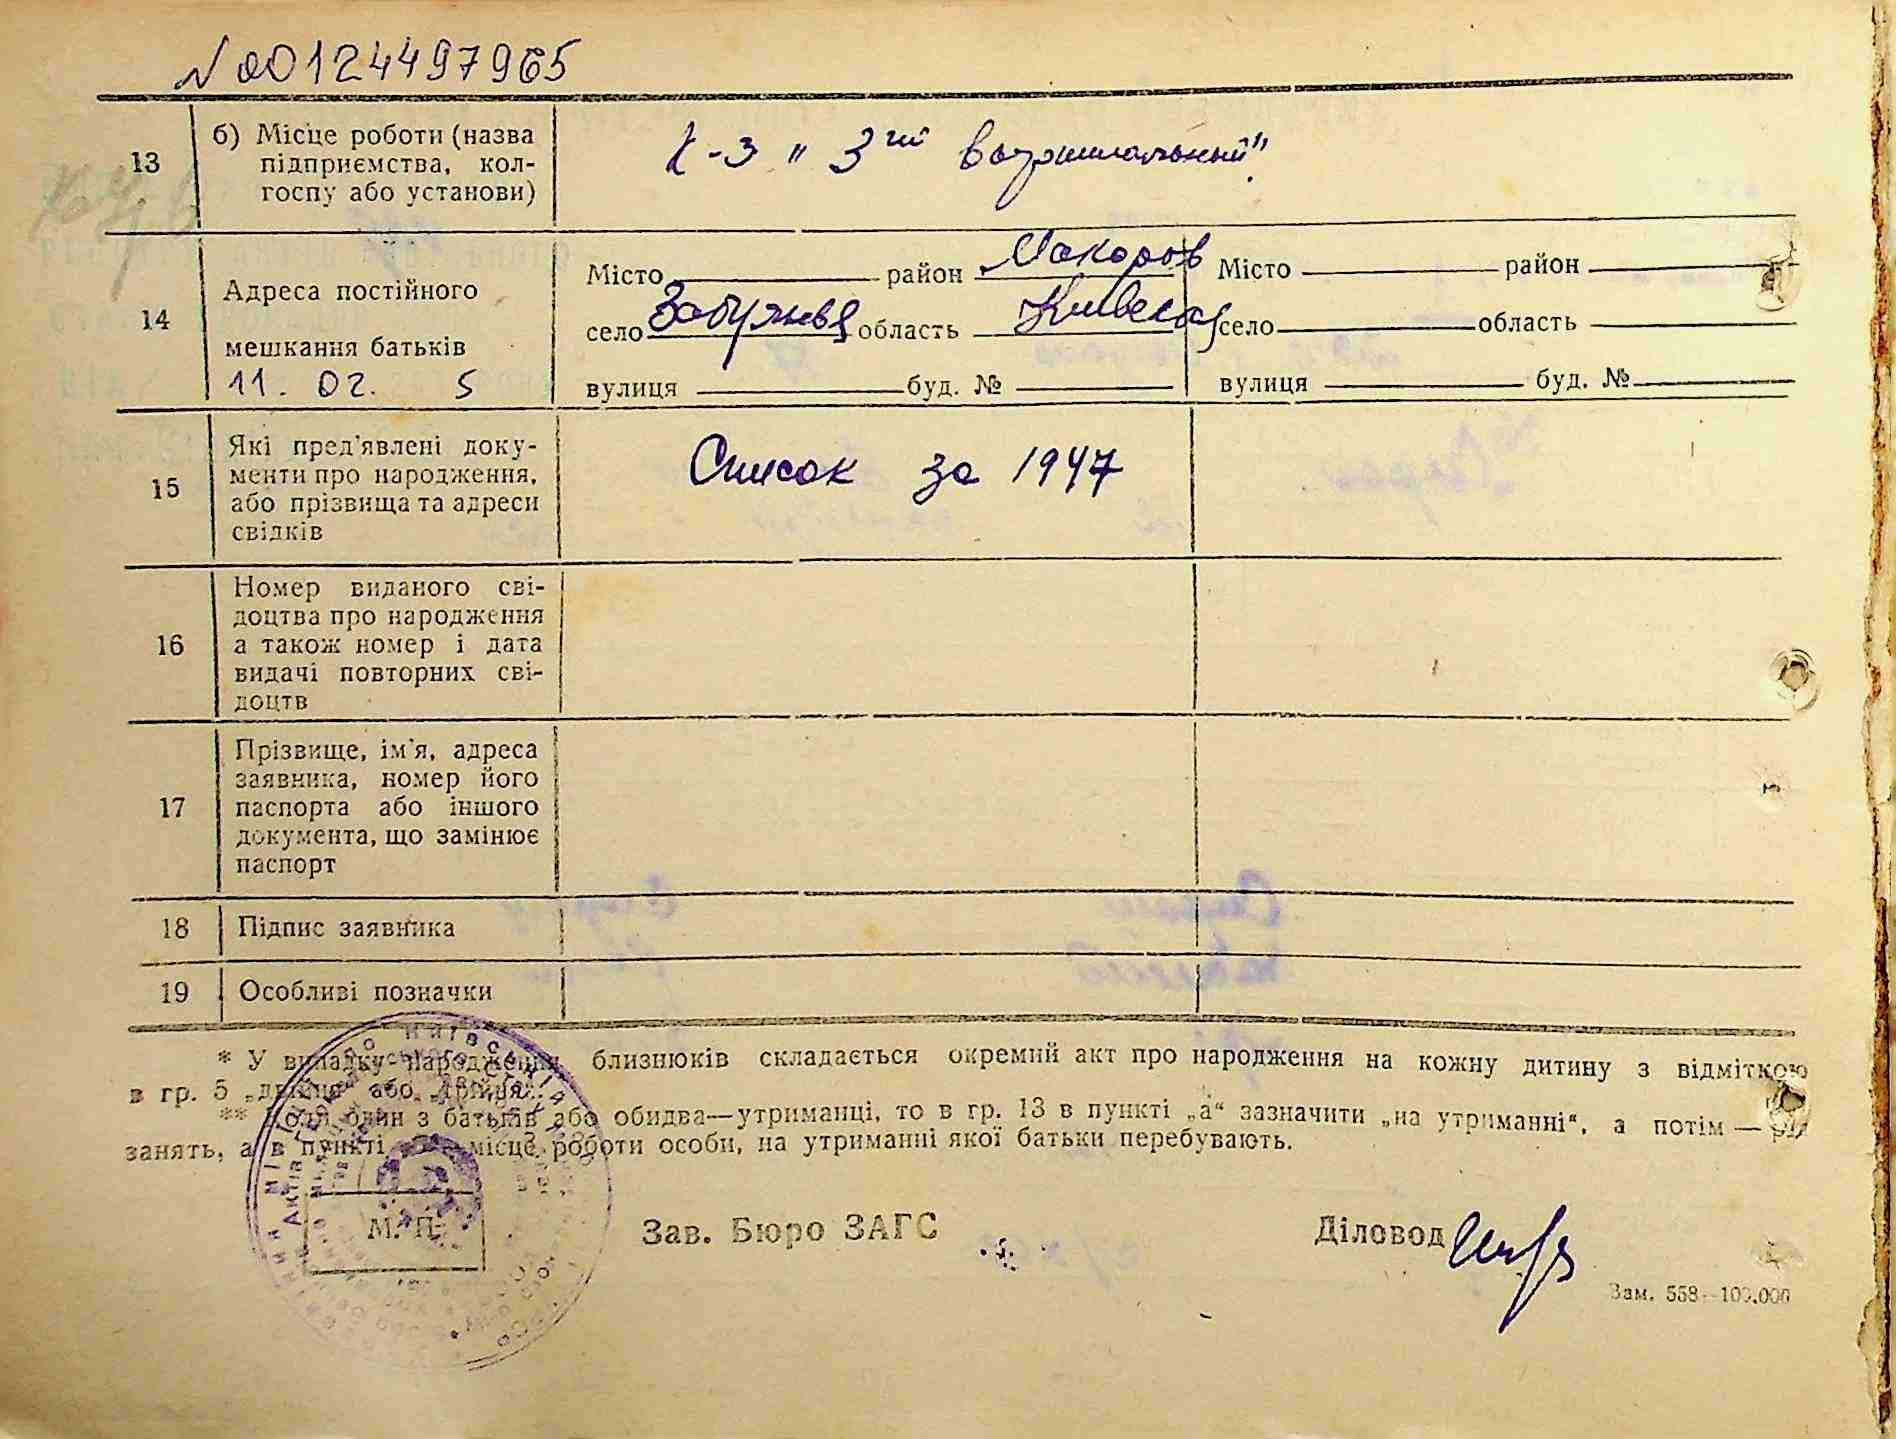 N 00124497965
13
б) Місце роботи (назва
підприємства, кол-
госпу або установи)
К-з "3ий
14
Адреса постійного
мешкання батьків
11. 02. 5
Місто район Макаров
село Забуяння область Киевская
вулиця буд. №
Місто район
село область
вулиця буд. №
15
Які пред'явлені доку-
менти про народження,
або прізвища та адреси
свідків
Список за 1947
16
Номер виданого сві-
доцтва про народження
а також номер і дата
видачі повторних сві-
доцтв
17
Прізвище, ім'я, адреса
заявника, номер його
паспорта або іншого
документа, що замінює
паспорт
18
Підпис заявника
19
Особливі позначки
* У випадку народження близнюків складається окремий акт про народження на кожну дитину з відміткою
в гр. 5 „двійня“ або „трійня“.
** Коли один з батьків або обидва—утриманці, то в гр. 13 в пункті „а“ зазначити „на утриманні“, а потім —
занять, а в пункті місце роботи особи, на утриманні якої батьки перебувають.
М. П.
Зав. Бюро ЗАГС
Діловод
Зам. 558—100.000